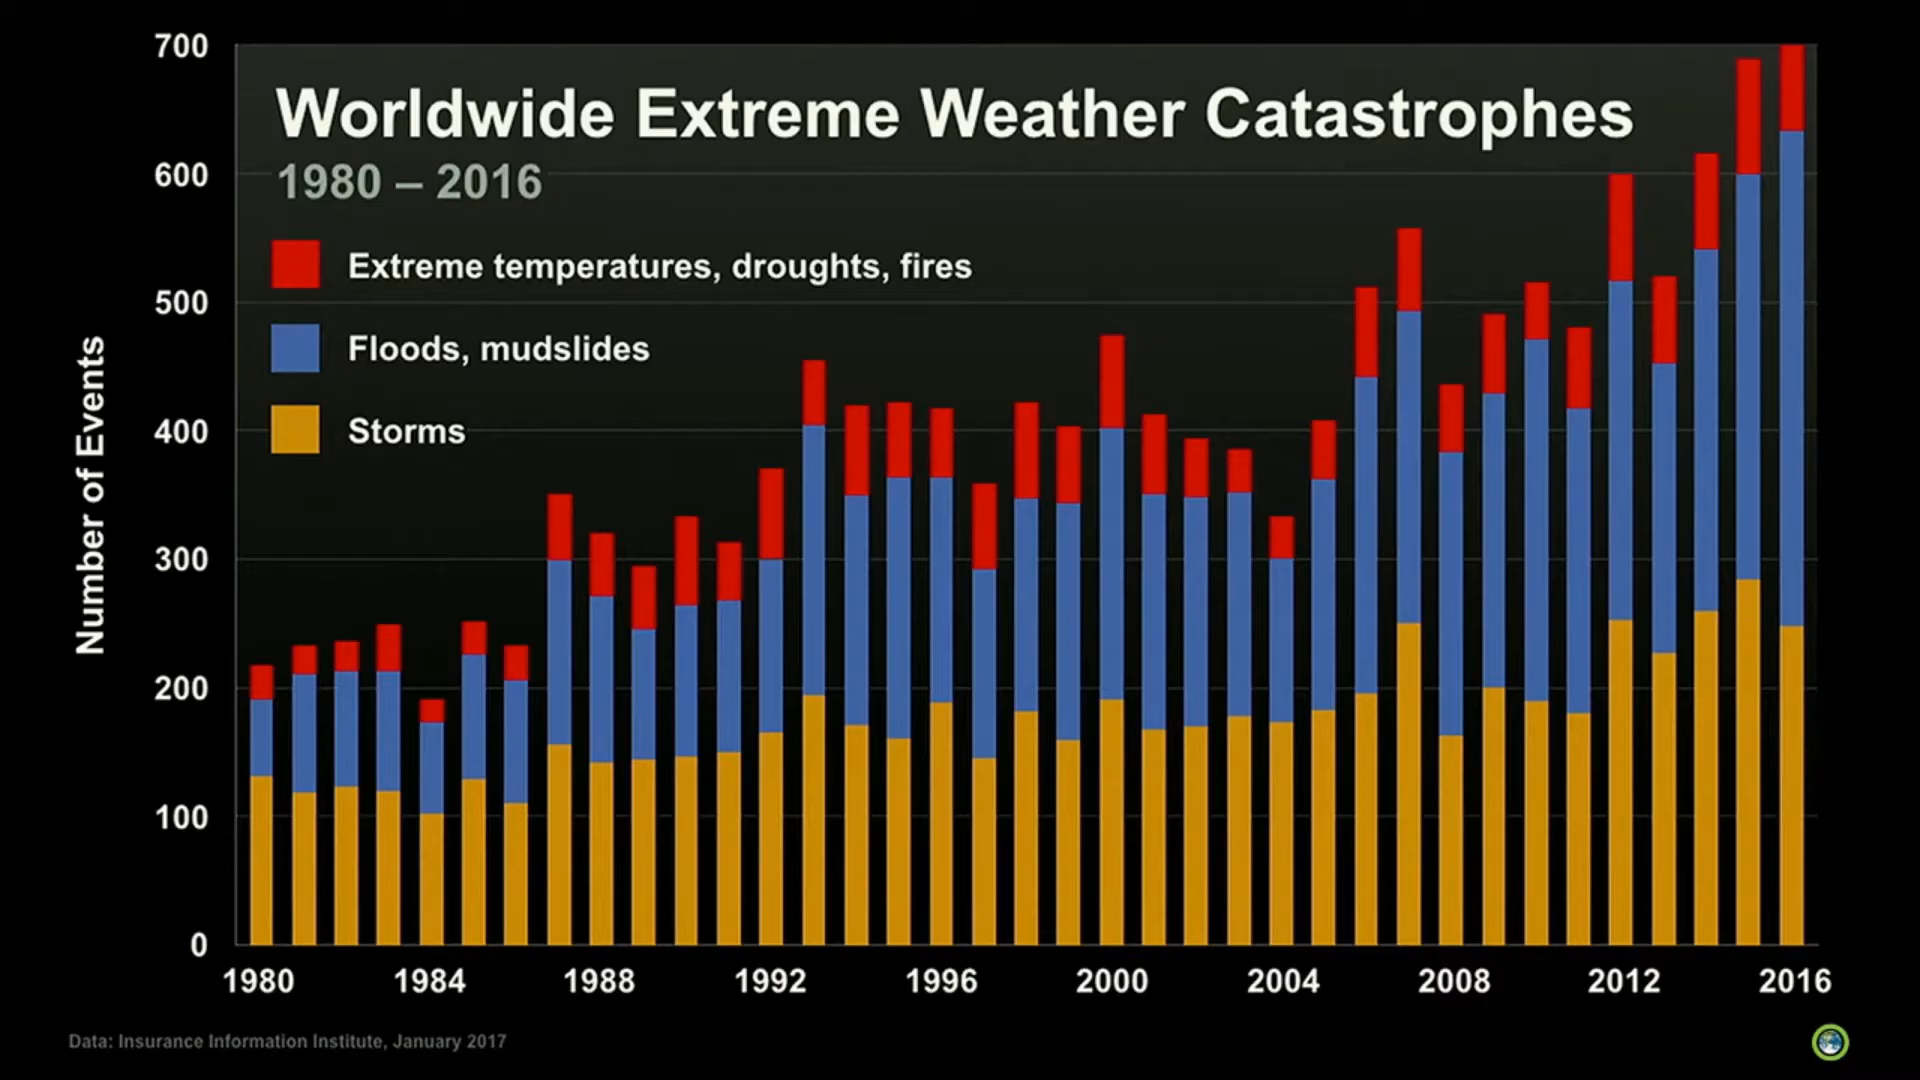 700
Worldwide Extreme Weather Catastrophes
1980 – 2016
600
Extreme temperatures, droughts, fires
500
Floods, mudslides
400
Storms
Number of Events
300
200
100
0
1980 1984 1988 1992 1996 2000 2004 2008 2012 2016
Data: Insurance Information Institute, January 2017